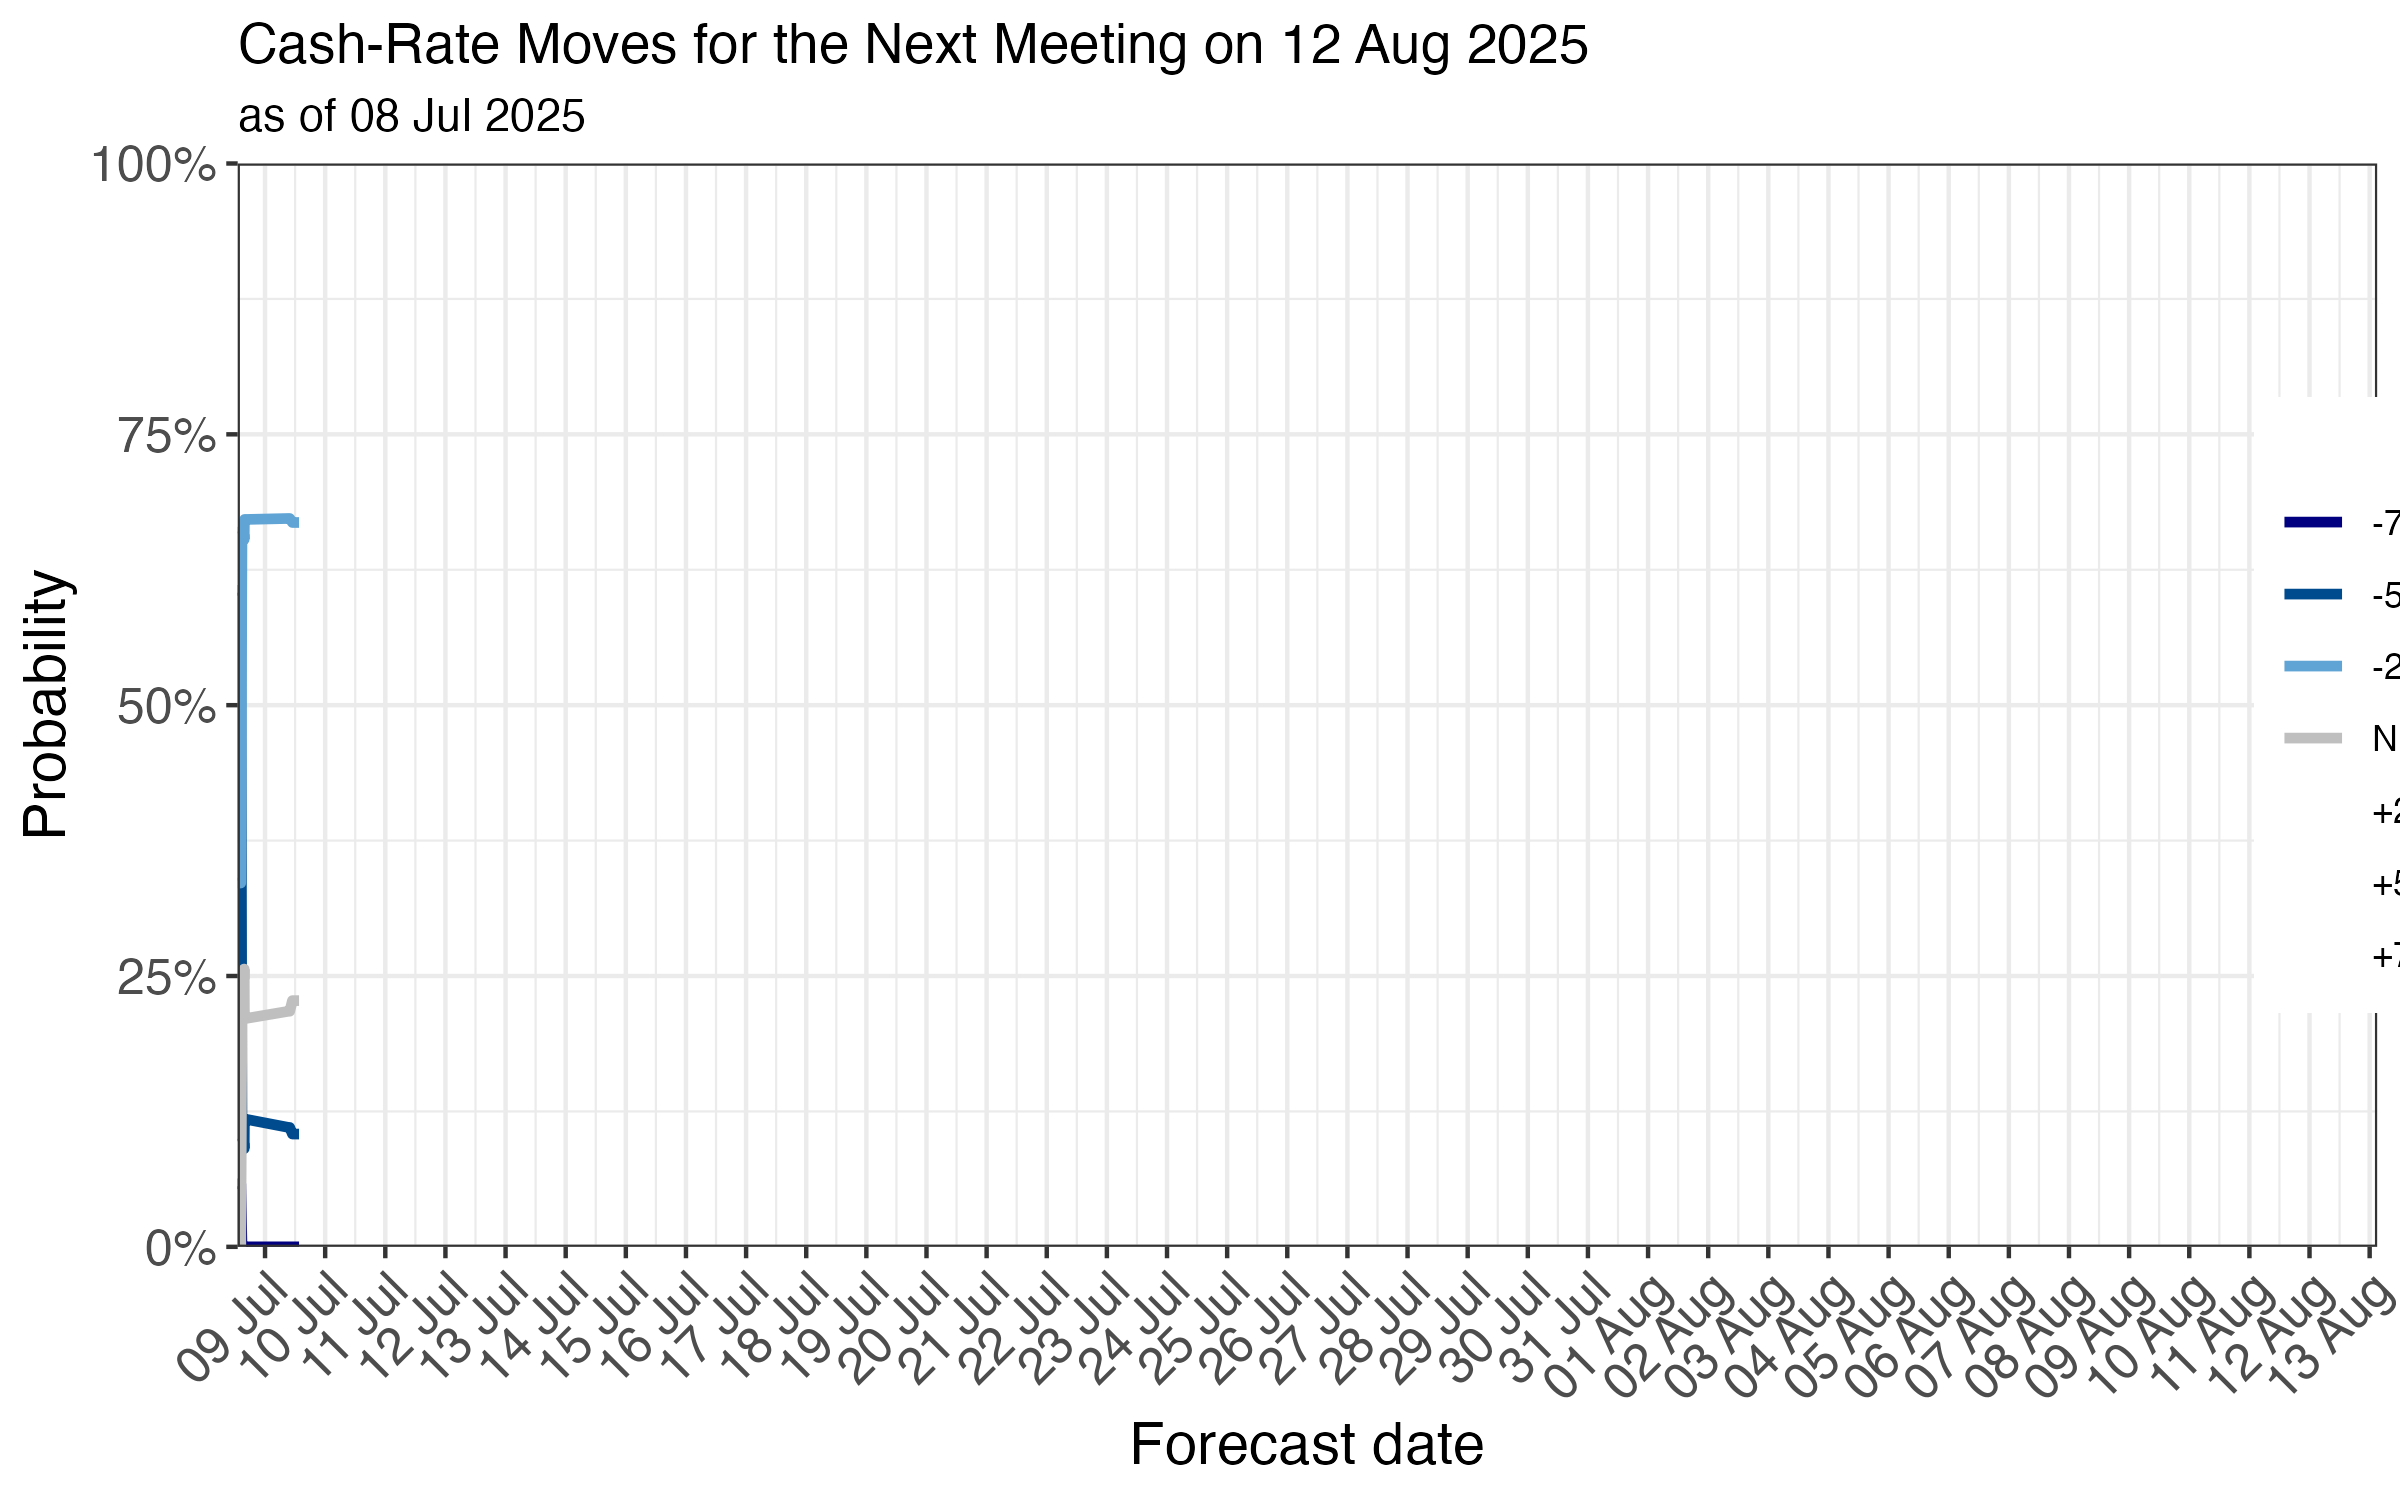 Cash-Rate Moves for the Next Meeting on 12 Aug 2025
as of 08 Jul 2025
100%
75%
50%
25%
0%
Probability
-7
-5
-2
N
+2
+5
+7
09 Jul
10 Jul
11 Jul
12 Jul
13 Jul
14 Jul
15 Jul
16 Jul
17 Jul
18 Jul
19 Jul
20 Jul
21 Jul
22 Jul
23 Jul
24 Jul
25 Jul
26 Jul
27 Jul
28 Jul
29 Jul
30 Jul
31 Jul
01 Aug
02 Aug
03 Aug
04 Aug
05 Aug
06 Aug
07 Aug
08 Aug
09 Aug
10 Aug
11 Aug
12 Aug
13 Aug
Forecast date